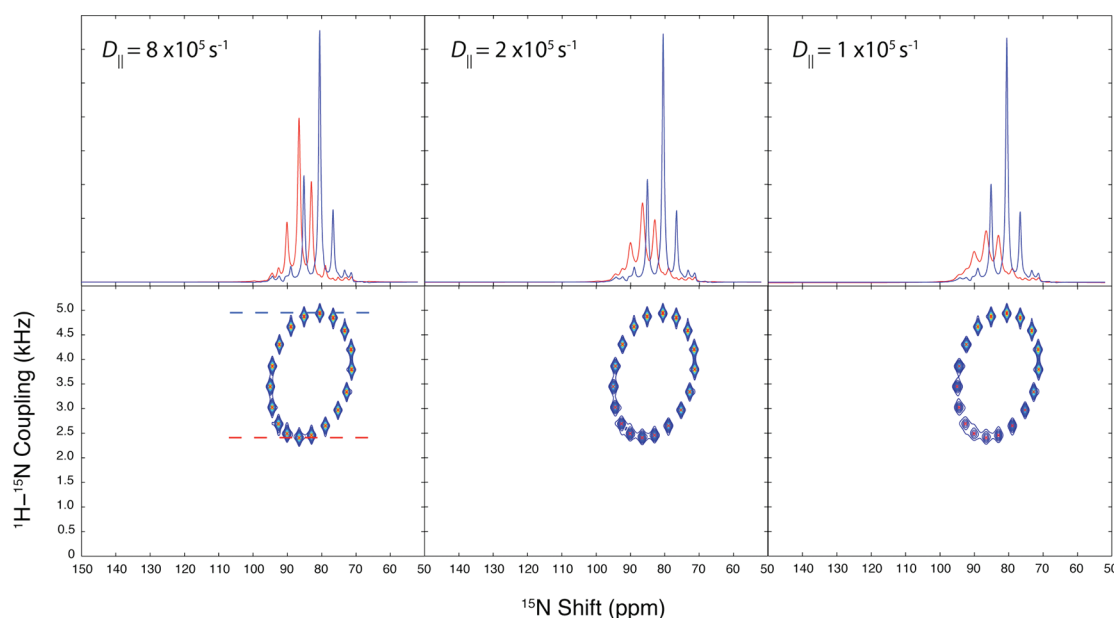 D|| = 8 x10⁵ s⁻¹
D|| = 2 x10⁵ s⁻¹
D|| = 1 x10⁵ s⁻¹
¹H–¹⁵N Coupling (kHz)
5.0
4.5
4.0
3.5
3.0
2.5
2.0
1.5
1.0
0.5
0
150 140 130 120 110 100 90 80 70 60 50 140 130 120 110 100 90 80 70 60 50 140 130 120 110 100 90 80 70 60 50
¹⁵N Shift (ppm)